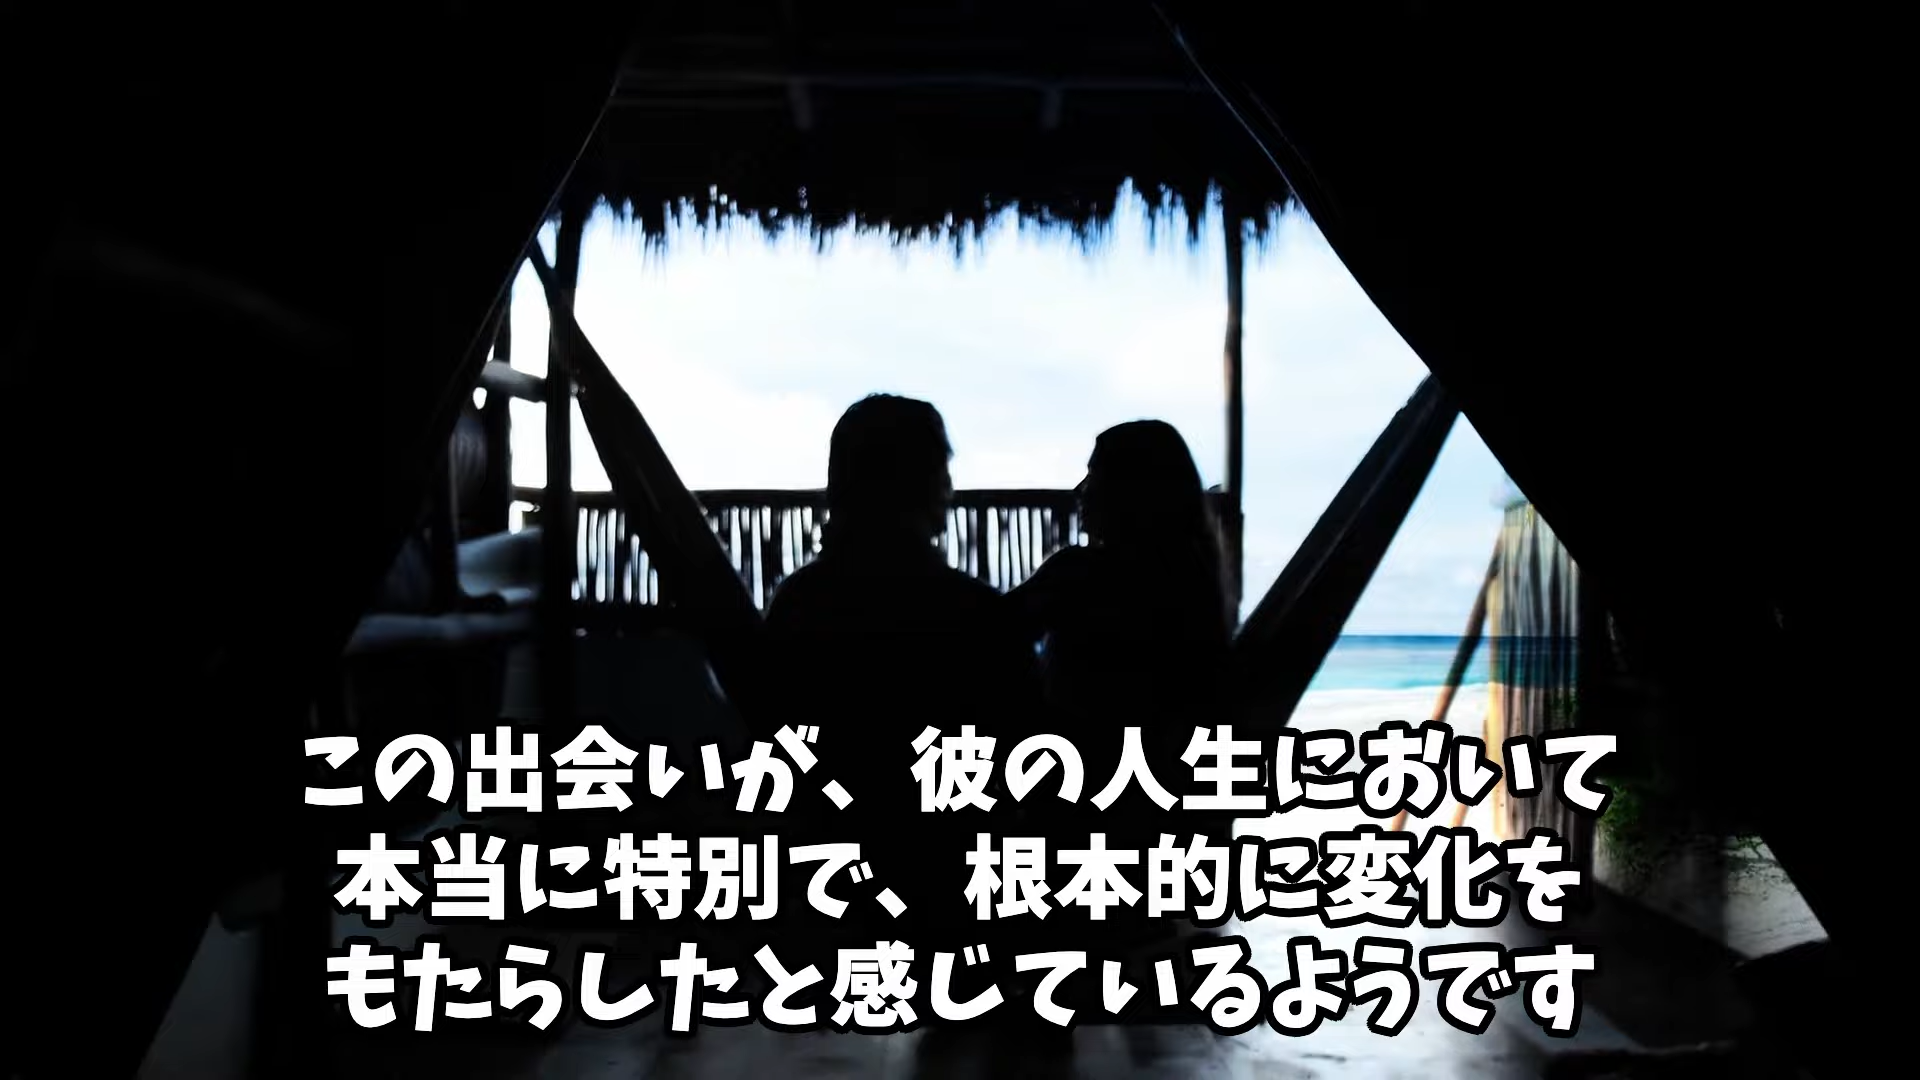 この出会いが、彼の人生において
本当に特別で、根本的に変化を
もたらしたと感じているようです